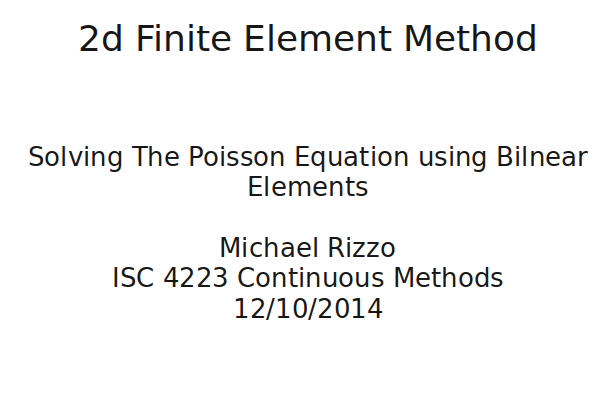 2d Finite Element Method
Solving The Poisson Equation using Bilnear
Elements
Michael Rizzo
ISC 4223 Continuous Methods
12/10/2014